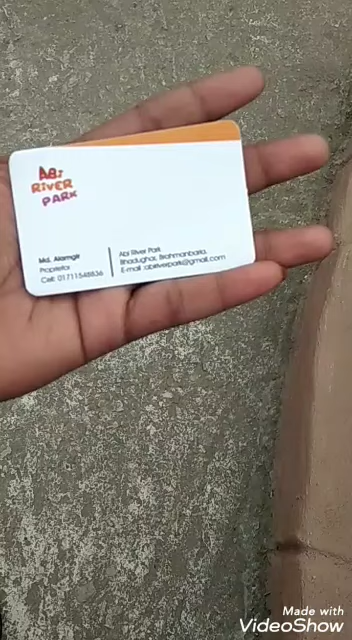 Abi
RiVER
PARK
Md. Alamgir
Proprietor
Cell: 01711548836
Abi River Park
Bhadughar, Brahmanbaria.
E-mail :abiriverpark@gmail.com
Made with
VideoShow